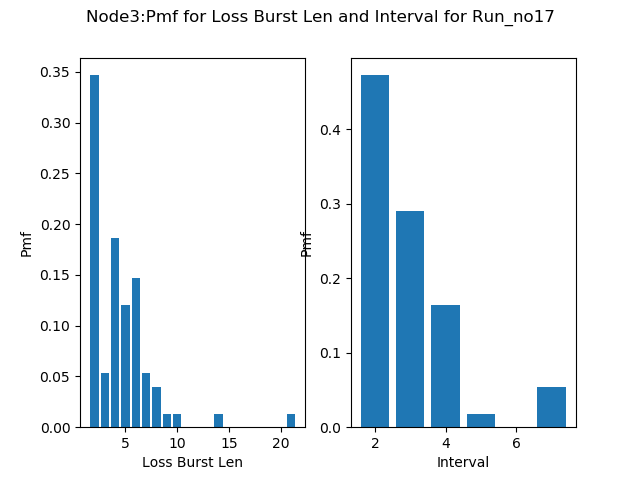 Node3:Pmf for Loss Burst Len and Interval for Run_no17
0.35
0.30
0.25
0.20
0.15
0.10
0.05
0.00
Pmf
5 10 15 20
Loss Burst Len
0.4
0.3
0.2
0.1
0.0
Pmf
2 4 6
Interval